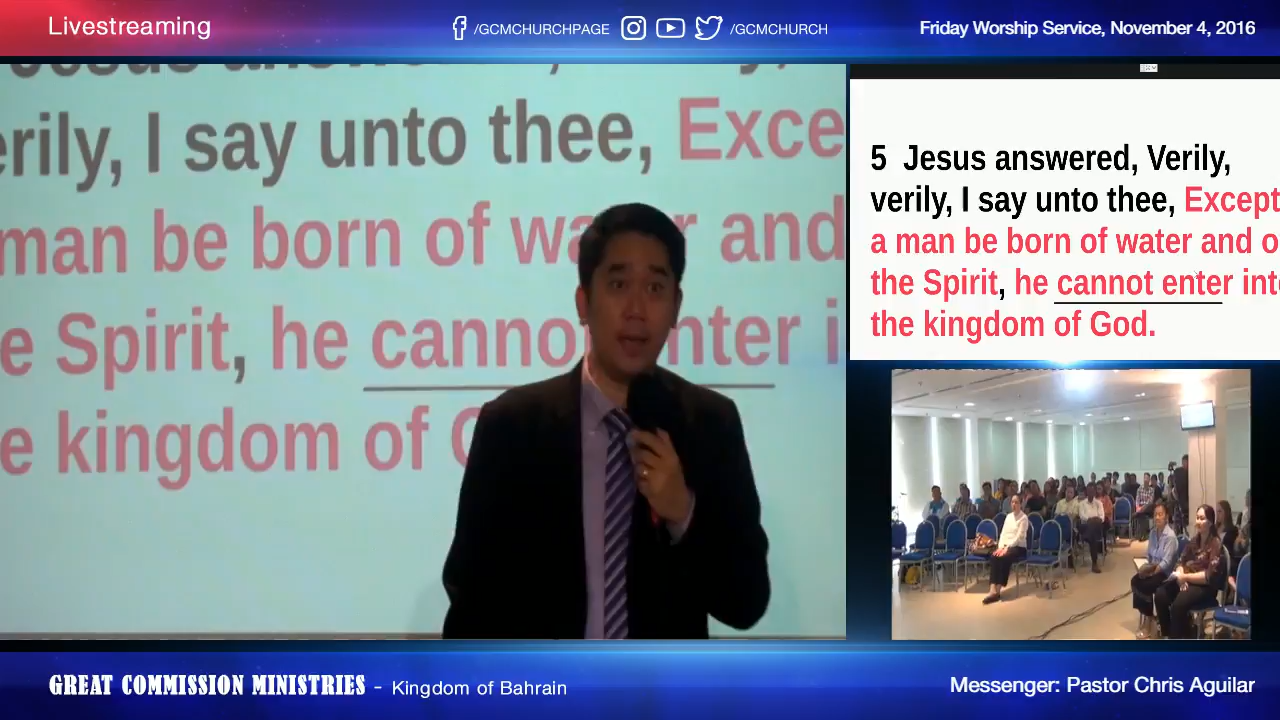 Livestreaming
/GCMCHURCHPAGE
/GCMCHURCH
Friday Worship Service, November 4, 2016
Jesus
erily, I say unto thee, Exce
man be born of wa r and
e Spirit, he canno nter i
e kingdom of G
5 Jesus answered, Verily,
verily, I say unto thee, Except
a man be born of water and o
the Spirit, he cannot enter int
the kingdom of God.
GREAT COMMISSION MINISTRIES - Kingdom of Bahrain
Messenger: Pastor Chris Aguilar